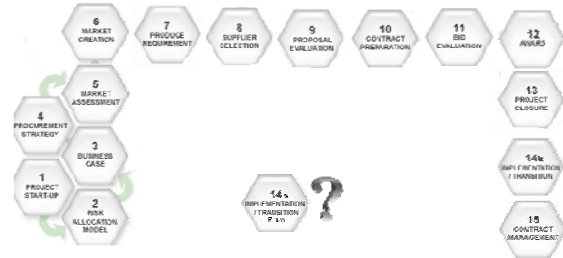 6
MARKET
CREATION
7
PRODUCE
REQUIREMENT
8
SUPPLIER
SELECTION
9
PROPOSAL
EVALUATION
10
CONTRACT
PREPARATION
11
BID
EVALUATION
12
AWARD
5
MARKET
ASSESSMENT
13
PROJECT
CLOSURE
4
PROCUREMENT
STRATEGY
3
BUSINESS
CASE
14a
IMPLEMENTATION
/ TRANSITION
1
PROJECT
START-UP
2
RISK
ALLOCATION
MODEL
IMPLEMENTATION
/ TRANSITION
?
15
CONTRACT
MANAGEMENT